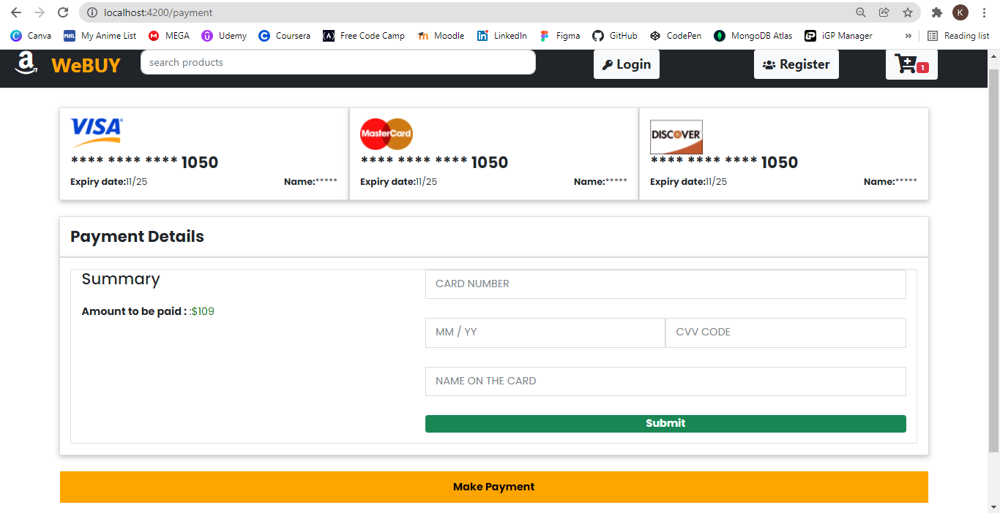 localhost:4200/payment
K
Canva My Anime List MEGA Udemy Coursera Free Code Camp Moodle LinkedIn Figma GitHub CodePen MongoDB Atlas iGP Manager » Reading list
a WeBUY search products Login Register 1
VISA MasterCard DISCOVER
**** **** **** 1050 **** **** **** 1050 **** **** **** 1050
Expiry date:11/25 Name:***** Expiry date:11/25 Name:***** Expiry date:11/25 Name:*****
Payment Details
Summary
Amount to be paid : :$109
CARD NUMBER
MM / YY CVV CODE
NAME ON THE CARD
Submit
Make Payment